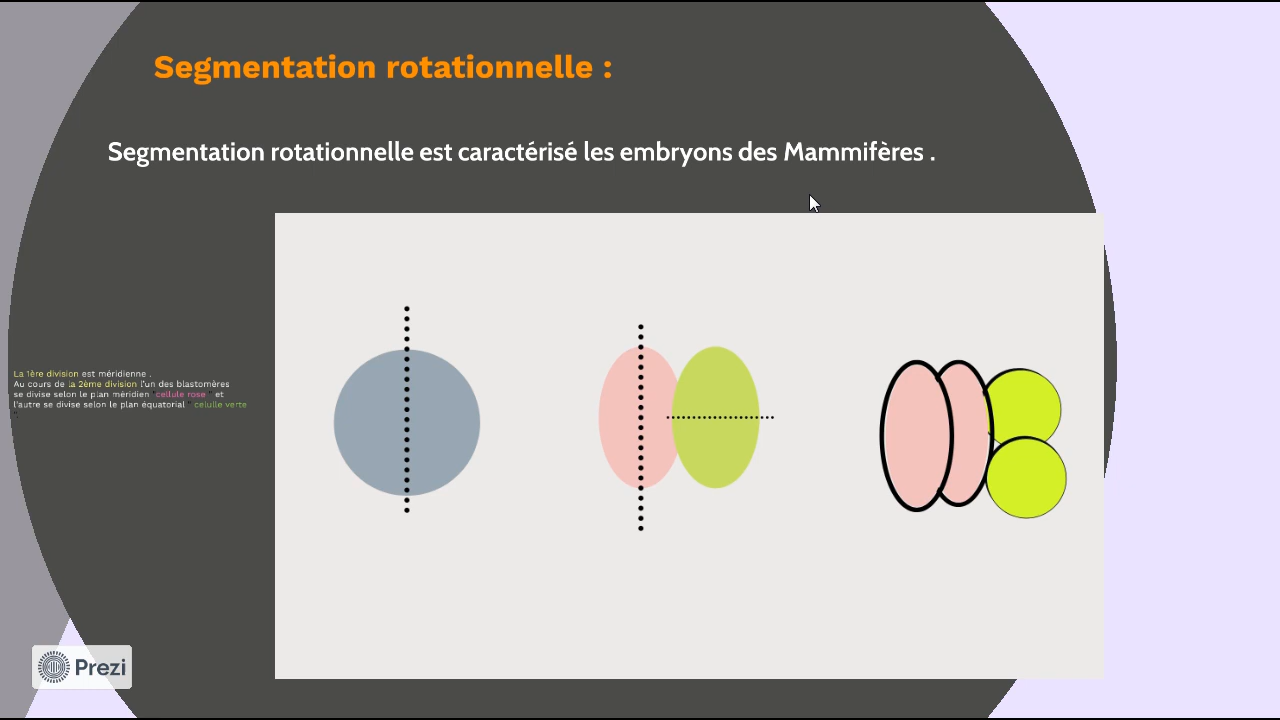 Segmentation rotationnelle :
Segmentation rotationnelle est caractérisé les embryons des Mammifères .
La 1ère division est méridienne .
Au cours de la 2ème division l'un des blastomères
se divise selon le plan méridien " cellule rose " et
l'autre se divise selon le plan équatorial " celulle verte
".
Prezi